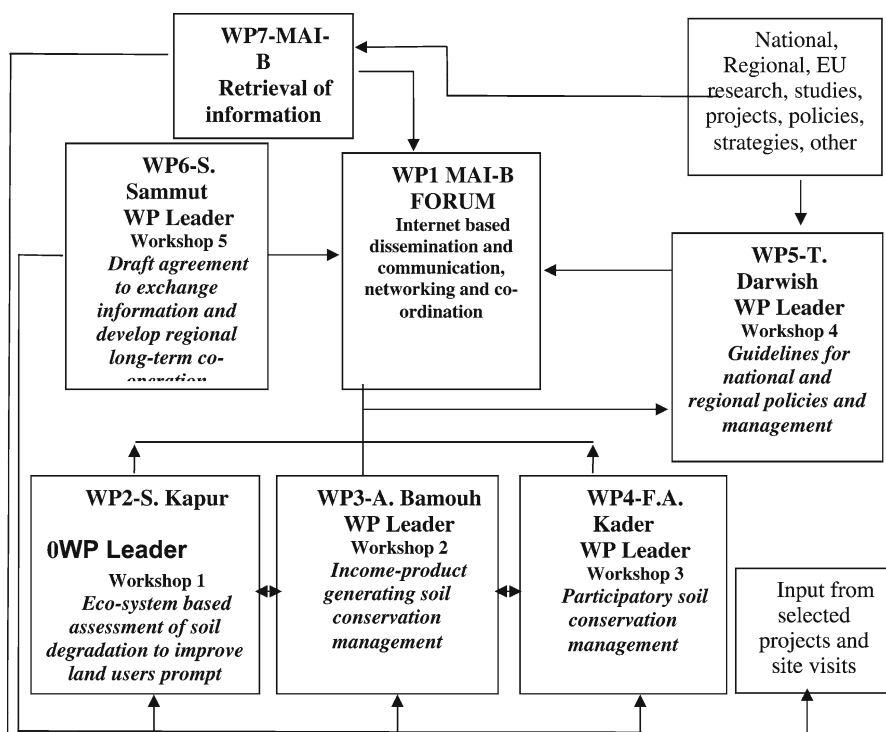 WP7-MAI-
B
Retrieval of
information
National,
Regional, EU
research, studies,
projects, policies,
strategies, other
WP6-S.
Sammut
WP Leader
Workshop 5
Draft agreement
to exchange
information and
develop regional
long-term co-
operation
WP1 MAI-B
FORUM
Internet based
dissemination and
communication,
networking and co-
ordination
WP5-T.
Darwish
WP Leader
Workshop 4
Guidelines for
national and
regional policies and
management
WP2-S. Kapur
0WP Leader
Workshop 1
Eco-system based
assessment of soil
degradation to improve
land users prompt
WP3-A. Bamouh
WP Leader
Workshop 2
Income-product
generating soil
conservation
management
WP4-F.A.
Kader
WP Leader
Workshop 3
Participatory soil
conservation
management
Input from
selected
projects and
site visits